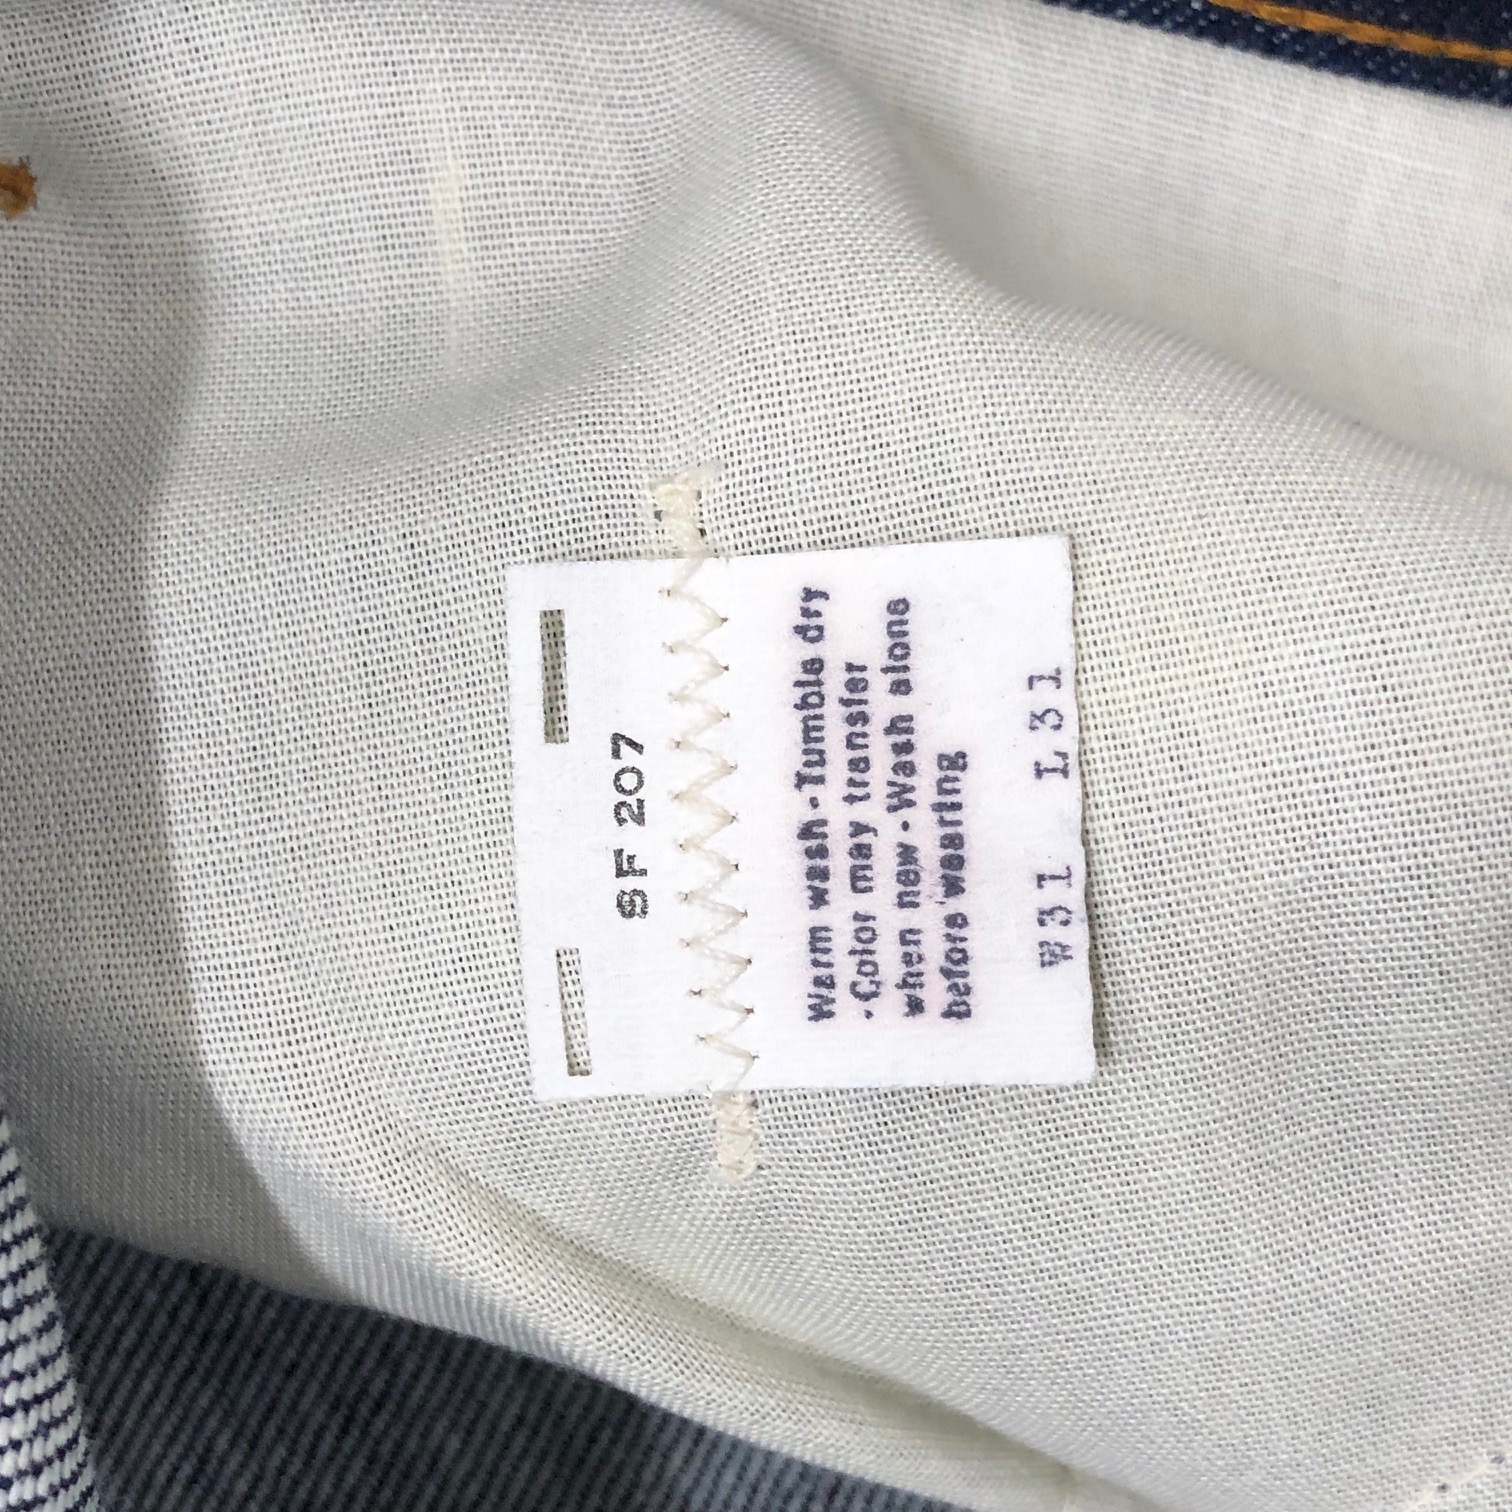 SF 207
Warm wash · Tumble dry
· Color may transfer
when new · Wash alone
before wearing
W31 L31